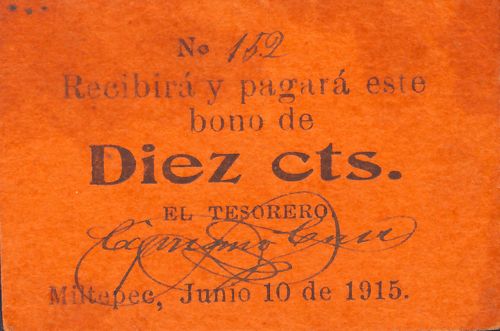 No 152
Recibirá y pagará este
bono de
Diez cts.
EL TESORERO,
Miltepec, Junio 10 de 1915.